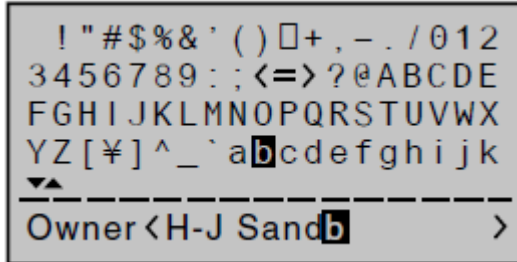 !"#$%&'()□+,-./012
3456789:;<=>?@ABCDE
FGHIJKLMNOPQRSTUVWX
YZ[¥]^_`abcdefghijk
▼▲
Owner<H-J Sandb >